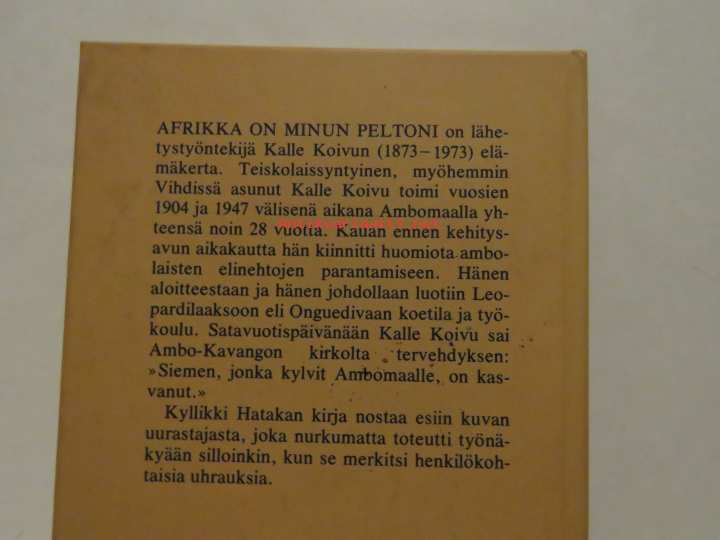 AFRIKKA ON MINUN PELTONI on lähe-
tystyöntekijä Kalle Koivun (1873–1973) elä-
mäkerta. Teiskolaissyntyinen, myöhemmin
Vihdissä asunut Kalle Koivu toimi vuosien
1904 ja 1947 välisenä aikana Ambomaalla yh-
teensä noin 28 vuotta. Kauan ennen kehitys-
avun aikakautta hän kiinnitti huomiota ambo-
laisten elinehtojen parantamiseen. Hänen
aloitteestaan ja hänen johdollaan luotiin Leo-
pardilaaksoon eli Onguedivaan koetila ja työ-
koulu. Satavuotispäivänään Kalle Koivu sai
Ambo-Kavangon kirkolta tervehdyksen:
»Siemen, jonka kylvit Ambomaalle, on kas-
vanut.»
Kyllikki Hatakan kirja nostaa esiin kuvan
uurastajasta, joka nurkumatta toteutti työnä-
kyään silloinkin, kun se merkitsi henkilökoh-
taisia uhrauksia.